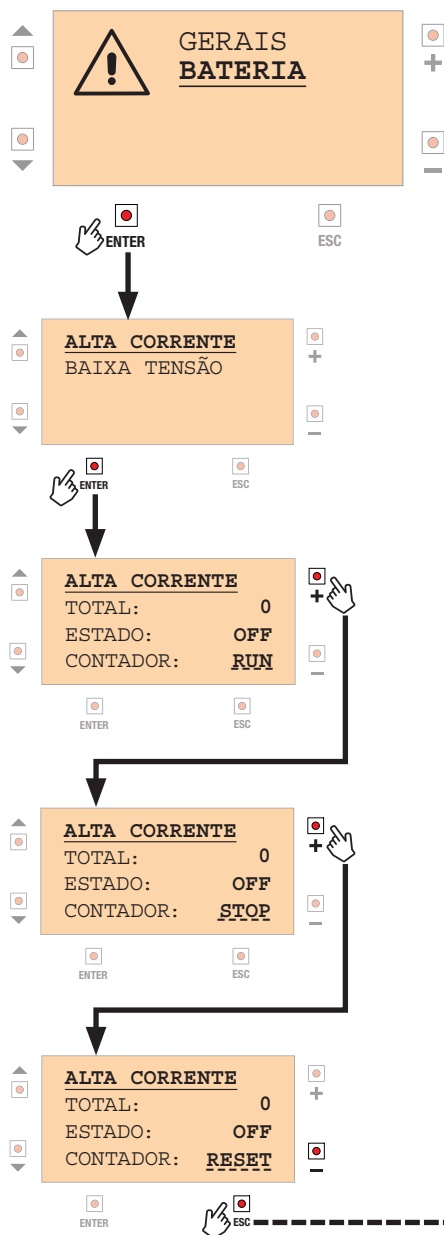 GERAIS
BATERIA
+
−
ENTER
ESC
ALTA CORRENTE
BAIXA TENSÃO
+
−
ENTER
ESC
ALTA CORRENTE
TOTAL: 0
ESTADO: OFF
CONTADOR: RUN
+
−
ENTER
ESC
ALTA CORRENTE
TOTAL: 0
ESTADO: OFF
CONTADOR: STOP
+
−
ENTER
ESC
ALTA CORRENTE
TOTAL: 0
ESTADO: OFF
CONTADOR: RESET
+
−
ENTER
ESC